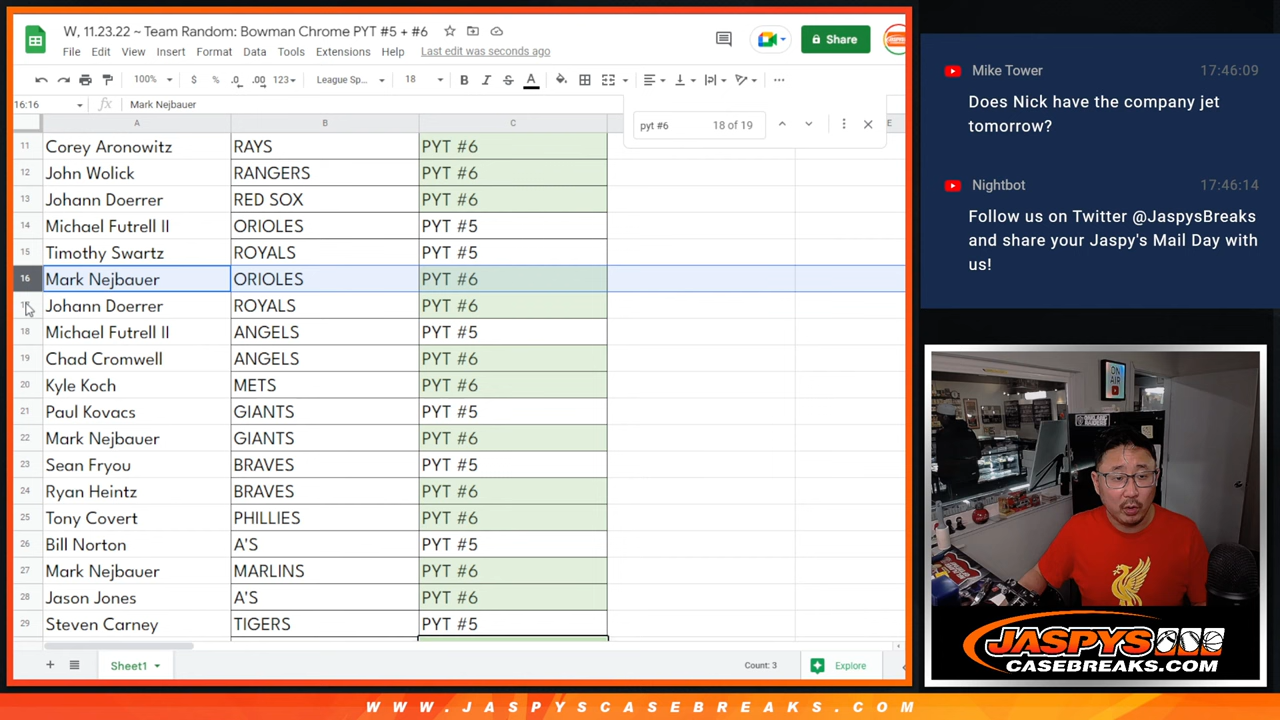 W, 11.23.22 ~ Team Random: Bowman Chrome PYT #5 + #6
File Edit View Insert Format Data Tools Extensions Help Last edit was seconds ago
Share
100% $ % .0 .00 123 League Sp... 18 B I S A
16:16 fx Mark Nejbauer
pyt #6 18 of 19
A B C E
11 Corey Aronowitz RAYS PYT #6
12 John Wolick RANGERS PYT #6
13 Johann Doerrer RED SOX PYT #6
14 Michael Futrell II ORIOLES PYT #5
15 Timothy Swartz ROYALS PYT #5
16 Mark Nejbauer ORIOLES PYT #6
Johann Doerrer ROYALS PYT #6
18 Michael Futrell II ANGELS PYT #5
19 Chad Cromwell ANGELS PYT #6
20 Kyle Koch METS PYT #6
21 Paul Kovacs GIANTS PYT #5
22 Mark Nejbauer GIANTS PYT #6
23 Sean Fryou BRAVES PYT #5
24 Ryan Heintz BRAVES PYT #6
25 Tony Covert PHILLIES PYT #6
26 Bill Norton A'S PYT #5
27 Mark Nejbauer MARLINS PYT #6
28 Jason Jones A'S PYT #6
29 Steven Carney TIGERS PYT #5
Sheet1 Count: 3 Explore
Mike Tower 17:46:09
Does Nick have the company jet
tomorrow?
Nightbot 17:46:14
Follow us on Twitter @JaspysBreaks
and share your Jaspy's Mail Day with
us!
ON
AIR
JASPYS
CASEBREAKS.COM
WWW.JASPYSCASEBREAKS.COM